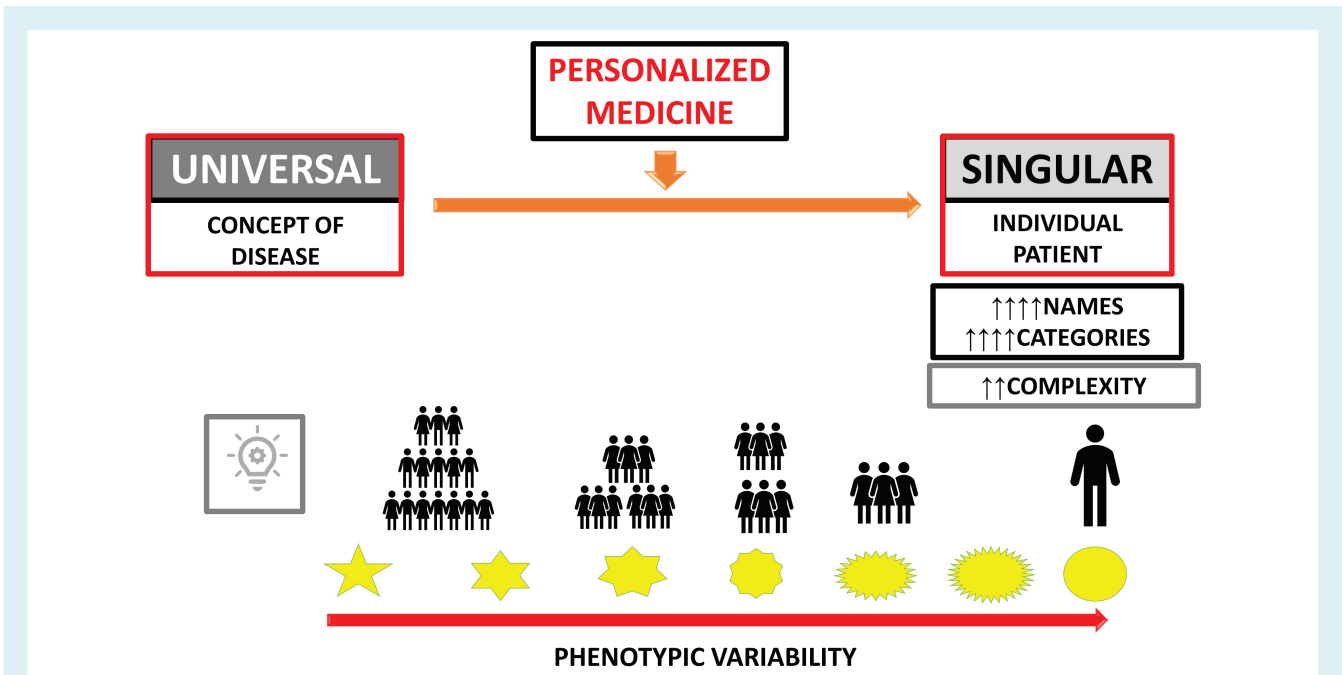 PERSONALIZED
MEDICINE
UNIVERSAL
CONCEPT OF
DISEASE
SINGULAR
INDIVIDUAL
PATIENT
↑↑↑↑NAMES
↑↑↑↑CATEGORIES
↑↑COMPLEXITY
PHENOTYPIC VARIABILITY